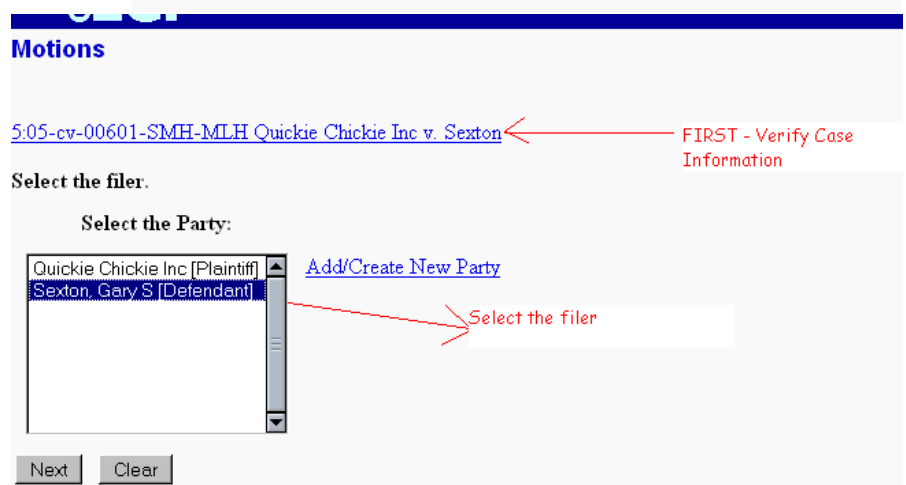 Motions
5:05-cv-00601-SMH-MLH Quickie Chickie Inc v. Sexton
FIRST - Verify Case
Information
Select the filer.
Select the Party:
Quickie Chickie Inc [Plaintiff]
Add/Create New Party
Sexton, Gary S [Defendant]
Select the filer
Next
Clear